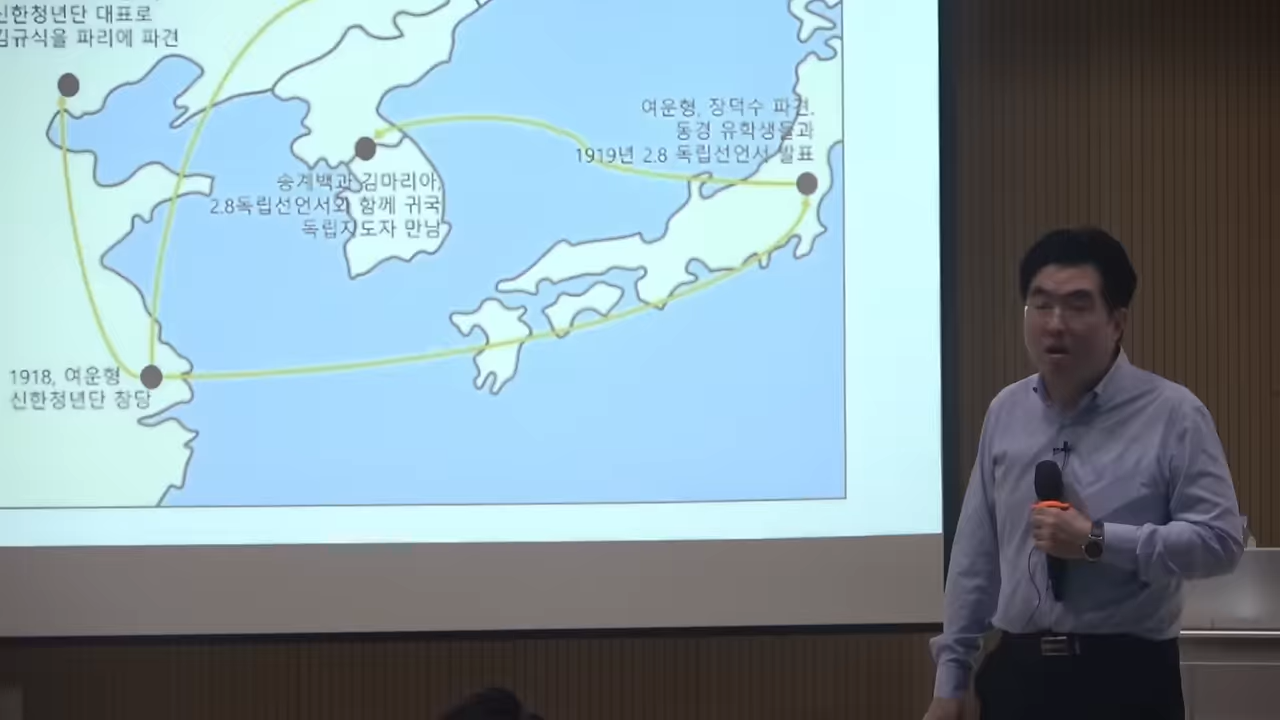 신한청년단 대표로
김규식을 파리에 파견
여운형, 장덕수 파견.
동경 유학생들과
1919년 2.8 독립선언서 발표
송계백과 김마리아,
2.8독립선언서와 함께 귀국
독립지도자 만남
1918, 여운형
신한청년단 창당